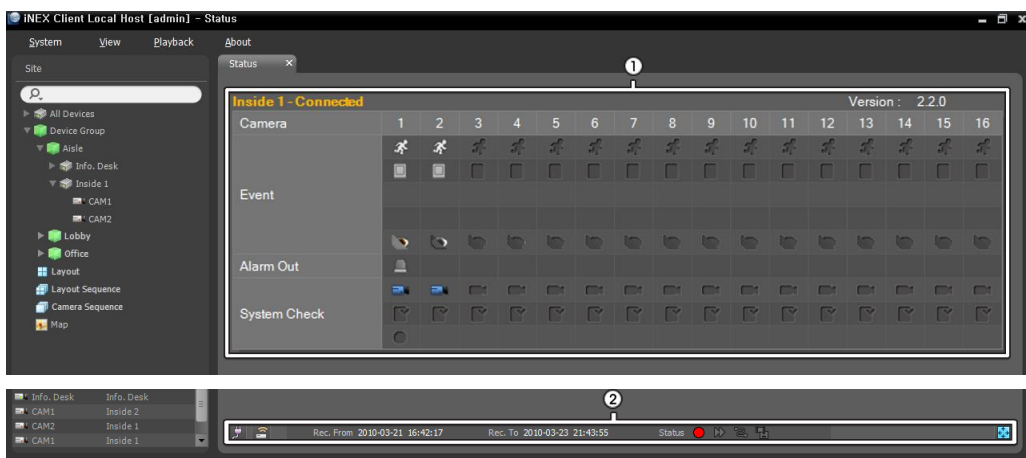 iNEX Client Local Host [admin] – Status
System View Playback About
Site
Status ×
1
All Devices
Device Group
Aisle
Info. Desk
Inside 1
CAM1
CAM2
Lobby
Office
Layout
Layout Sequence
Camera Sequence
Map
Inside 1 - Connected Version : 2.2.0
Camera 1 2 3 4 5 6 7 8 9 10 11 12 13 14 15 16
Event
Alarm Out
System Check
Info. Desk Info. Desk
CAM1 Inside 2
CAM2 Inside 1
CAM1 Inside 1
2
Rec. From 2010-03-21 16:42:17 Rec. To 2010-03-23 21:43:55 Status